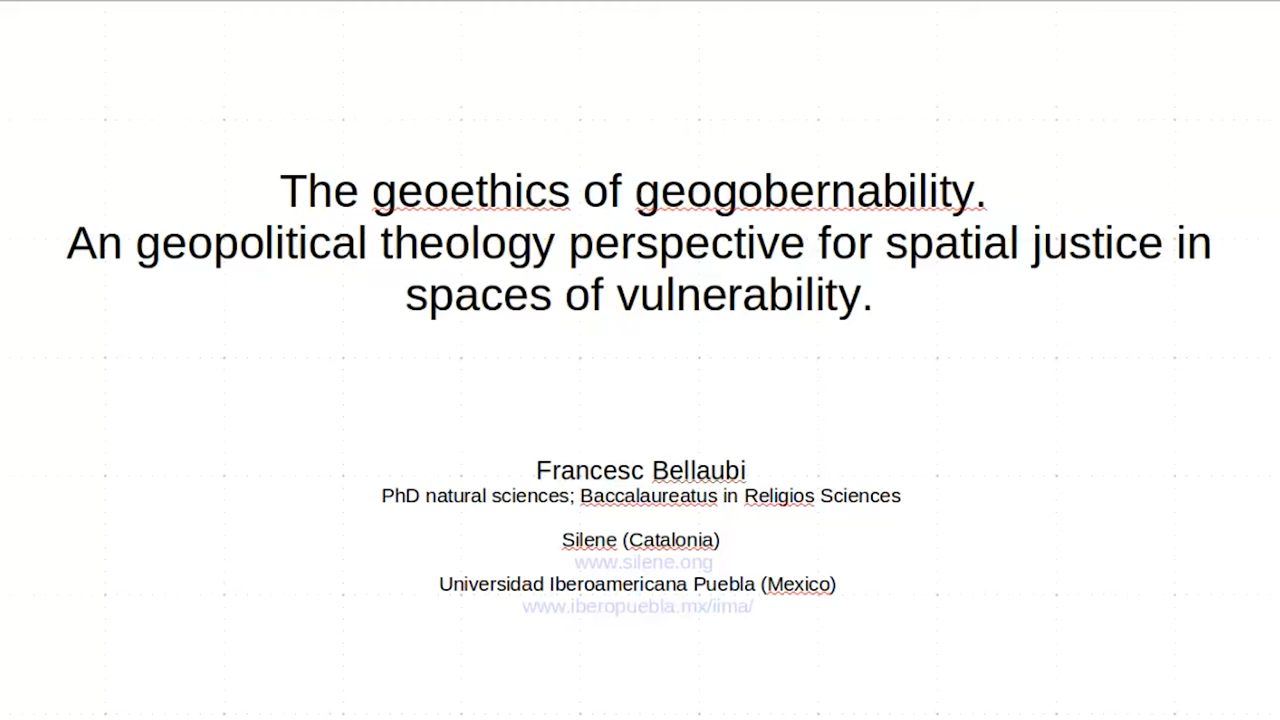 The geoethics of geogobernability.
An geopolitical theology perspective for spatial justice in
spaces of vulnerability.
Francesc Bellaubi
PhD natural sciences; Baccalaureatus in Religios Sciences
Silene (Catalonia)
www.silene.ong
Universidad Iberoamericana Puebla (Mexico)
www.iberopuebla.mx/iima/